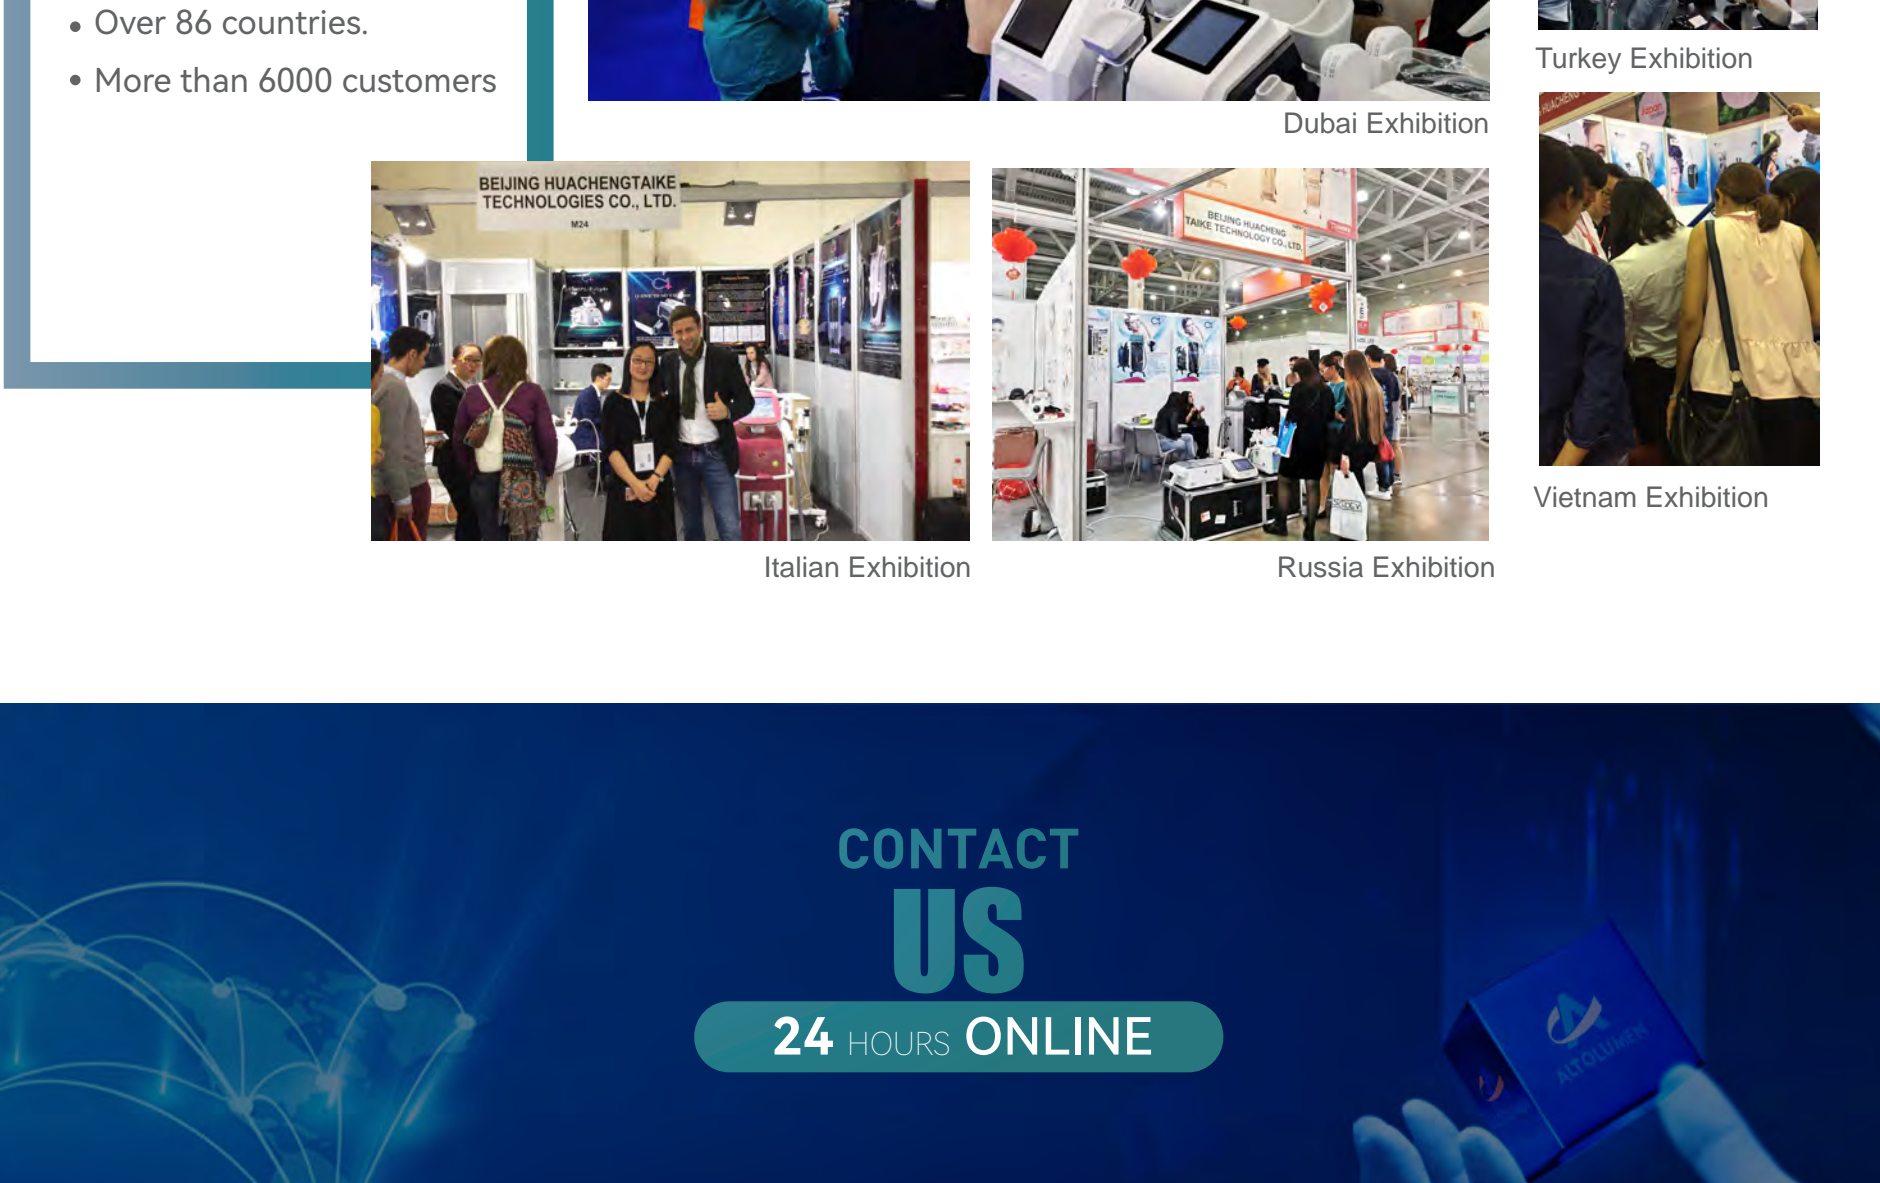 Over 86 countries.
More than 6000 customers
Turkey Exhibition
Dubai Exhibition
BEIJING HUACHENGTAIKE
TECHNOLOGIES CO., LTD.
M24
BEIJING HUACHENG
TAIKE TECHNOLOGY CO., LTD.
Italian Exhibition
Russia Exhibition
Vietnam Exhibition
CONTACT
US
24 HOURS ONLINE
ALTOLUMEN